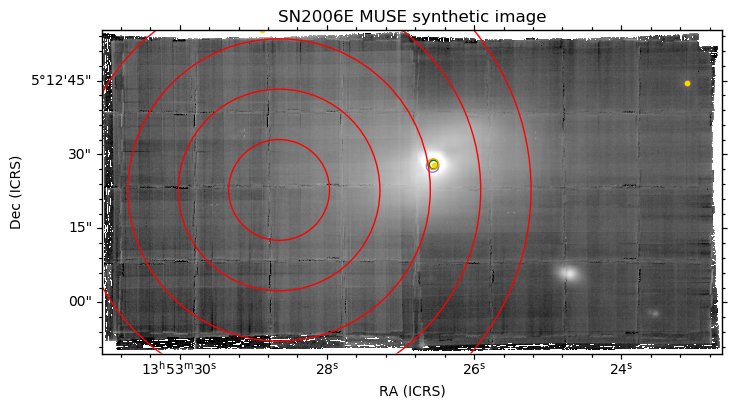 SN2006E MUSE synthetic image
5°12'45"
30"
15"
00"
Dec (ICRS)
13ʰ53ᵐ30ˢ 28ˢ 26ˢ 24ˢ
RA (ICRS)